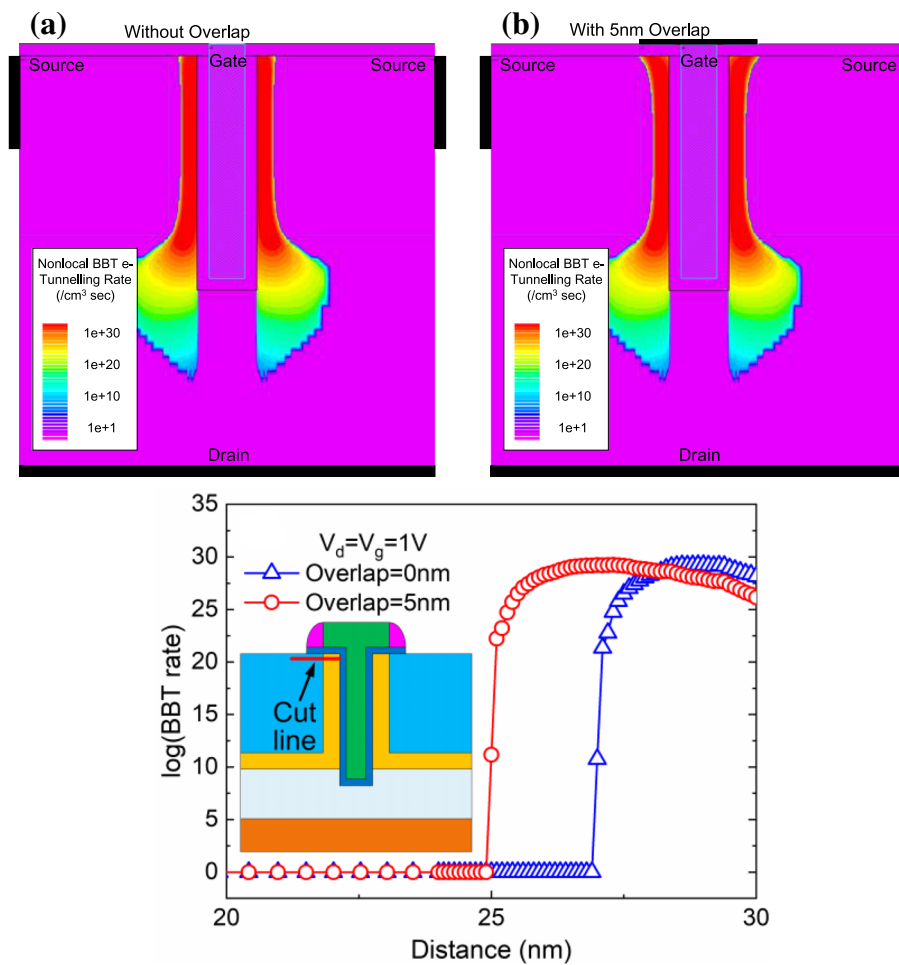 (a)
Without Overlap
Source
Gate
Source
Nonlocal BBT e-
Tunnelling Rate
(/cm³ sec)
1e+30
1e+20
1e+10
1e+1
Drain
(b)
With 5nm Overlap
Source
Gate
Source
Nonlocal BBT e-
Tunnelling Rate
(/cm³ sec)
1e+30
1e+20
1e+10
1e+1
Drain
35
30
25
20
15
10
5
0
log(BBT rate)
V_d=V_g=1V
Overlap=0nm
Overlap=5nm
Cut
line
20
25
30
Distance (nm)